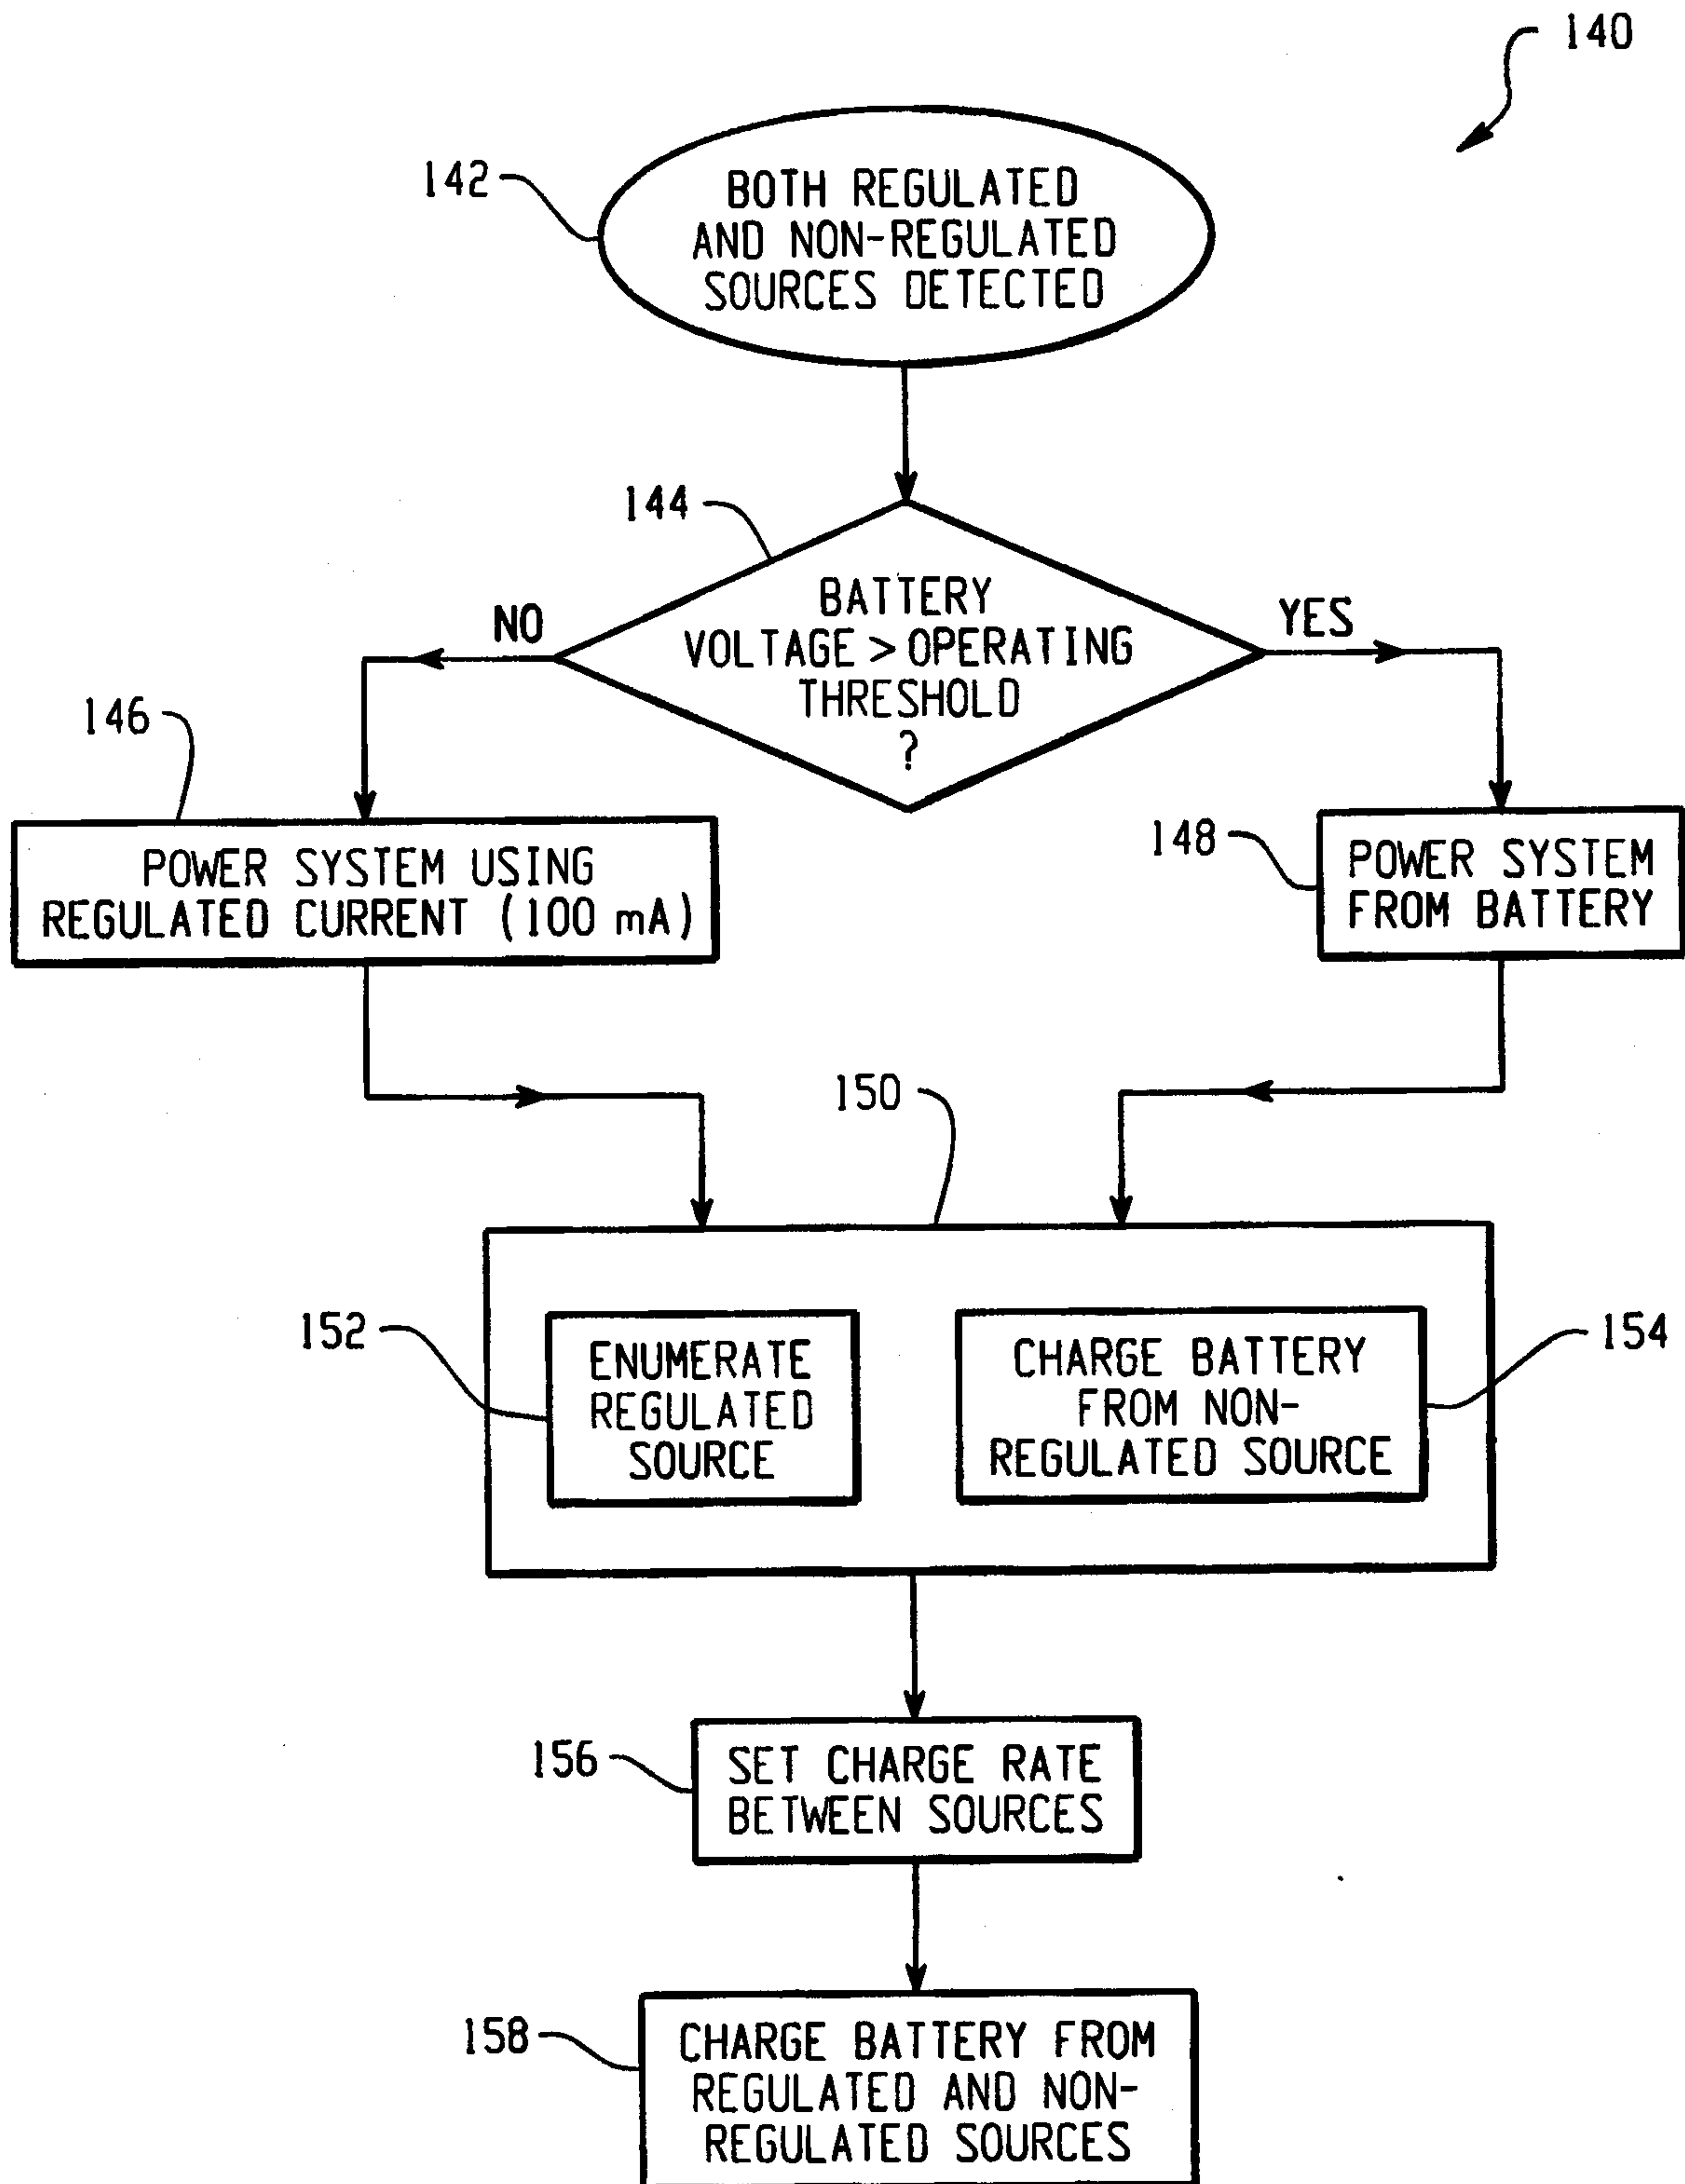 140
142
BOTH REGULATED
AND NON-REGULATED
SOURCES DETECTED
144
BATTERY
VOLTAGE > OPERATING
THRESHOLD
?
NO
YES
146
POWER SYSTEM USING
REGULATED CURRENT (100 mA)
148
POWER SYSTEM
FROM BATTERY
150
152
ENUMERATE
REGULATED
SOURCE
CHARGE BATTERY
FROM NON-
REGULATED SOURCE
154
156
SET CHARGE RATE
BETWEEN SOURCES
158
CHARGE BATTERY FROM
REGULATED AND NON-
REGULATED SOURCES